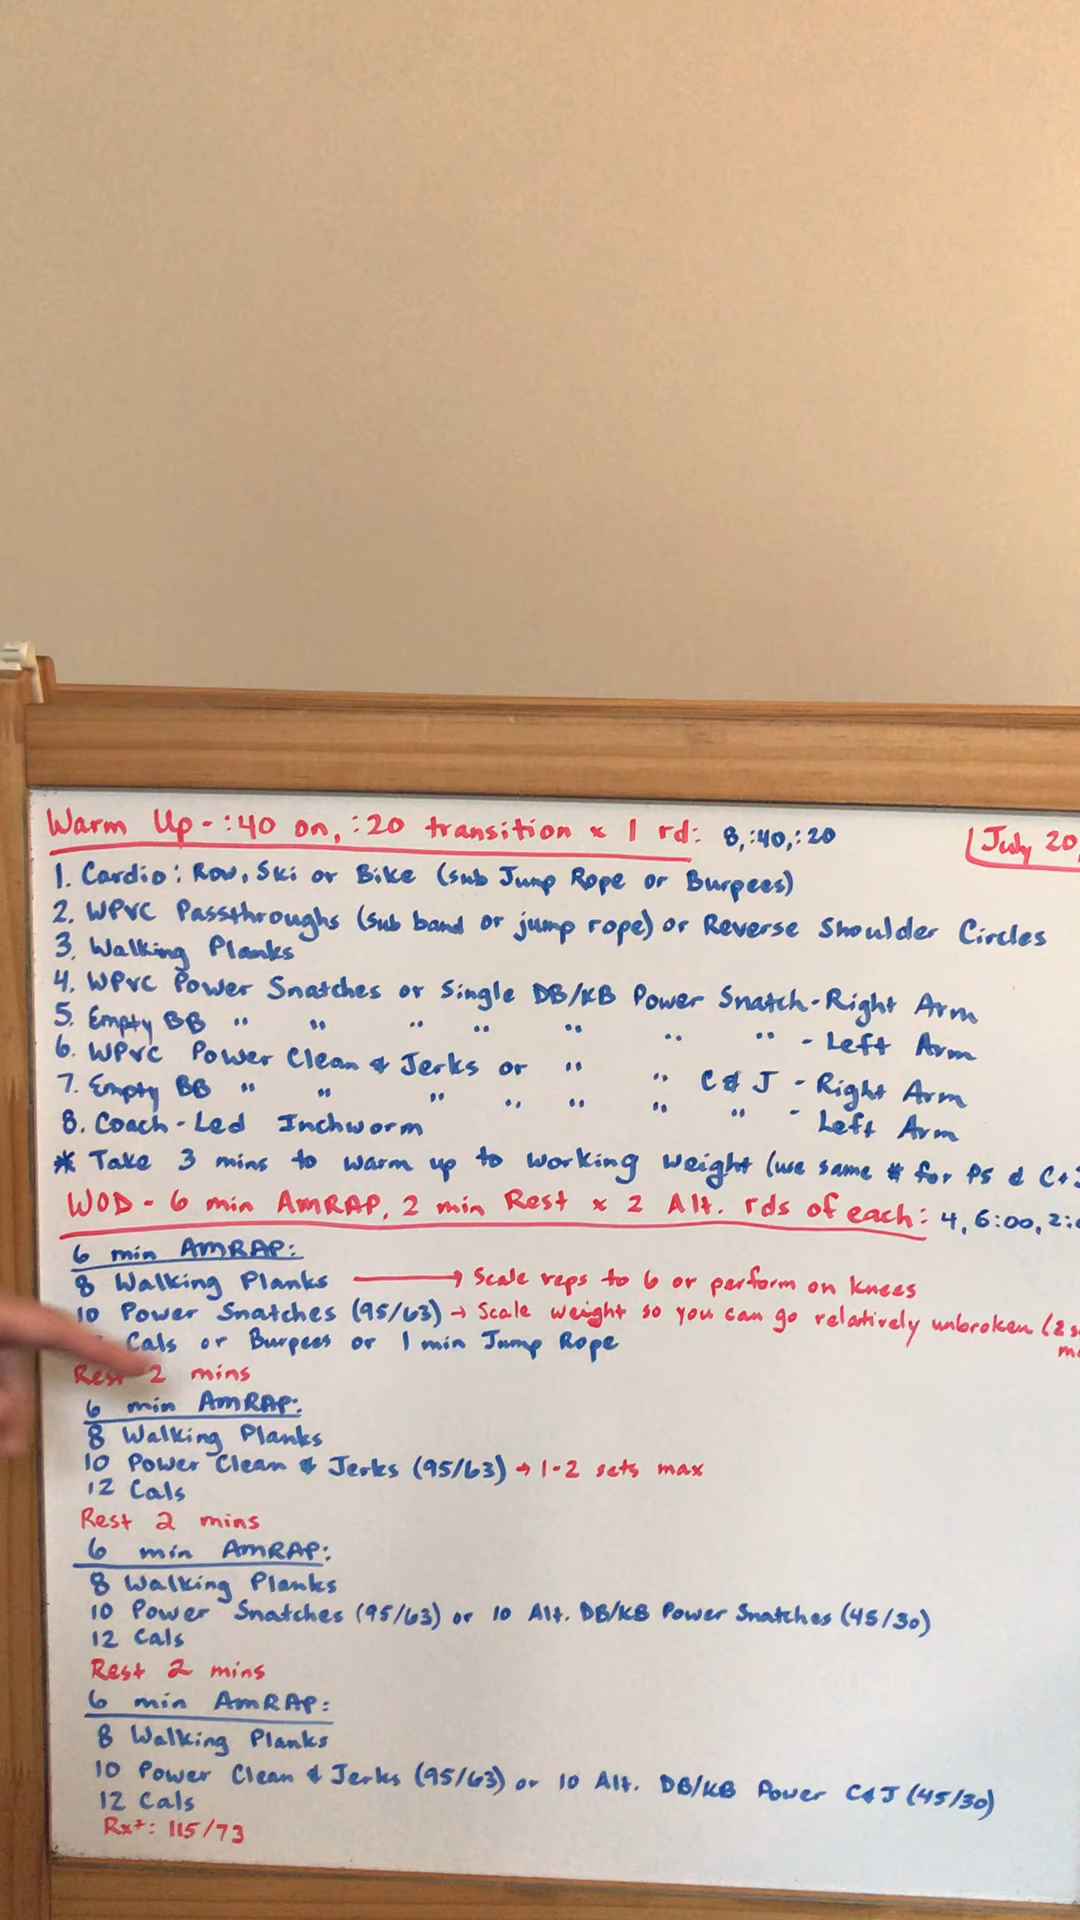 Warm Up - :40 on, :20 transition x 1 rd: 8, :40, :20
July 20,
1. Cardio: Row, Ski or Bike (sub Jump Rope or Burpees)
2. WPVC Passthroughs (sub band or jump rope) or Reverse Shoulder Circles
3. Walking Planks
4. WPVC Power Snatches or Single DB/KB Power Snatch - Right Arm
5. Empty BB " " " " " " " - Left Arm
6. WPVC Power Clean & Jerks or " " C & J - Right Arm
7. Empty BB " " " " " " " - Left Arm
8. Coach-Led Inchworm
* Take 3 mins to warm up to working weight (use same # for PS &
WOD - 6 min AMRAP, 2 min Rest x 2 Alt. rds of each: 4, 6:00,
6 min AMRAP:
8 Walking Planks → Scale reps to 6 or perform on knees
10 Power Snatches (95/63) → Scale weight so you can go relatively unbroken (2
Cals or Burpees or 1 min Jump Rope
Rest 2 mins
6 min AMRAP:
8 Walking Planks
10 Power Clean & Jerks (95/63) → 1-2 sets max
12 Cals
Rest 2 mins
6 min AMRAP:
8 Walking Planks
10 Power Snatches (95/63) or 10 Alt. DB/KB Power Snatches (45/30)
12 Cals
Rest 2 mins
6 min AMRAP:
8 Walking Planks
10 Power Clean & Jerks (95/63) or 10 Alt. DB/KB Power C&J (45/30)
12 Cals
Rx+: 115/73